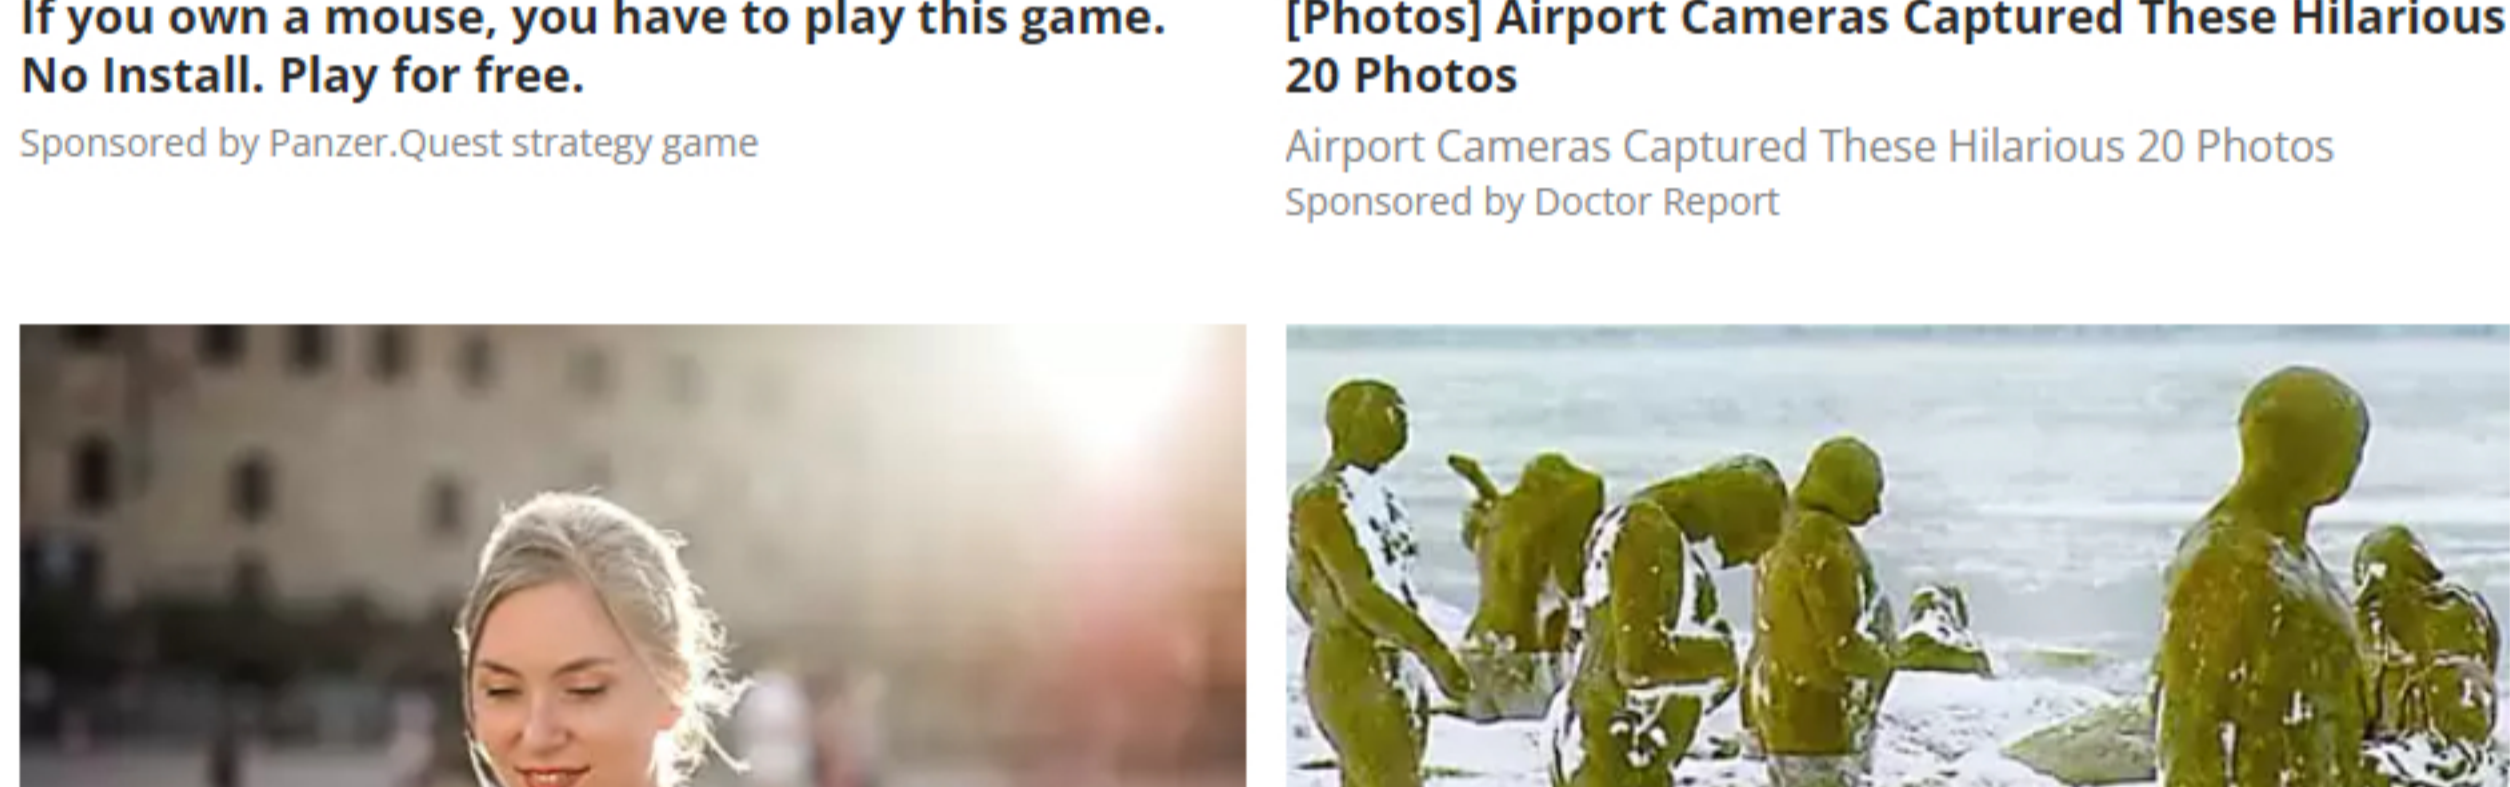 If you own a mouse, you have to play this game.
No Install. Play for free.
Sponsored by Panzer.Quest strategy game
[Photos] Airport Cameras Captured These Hilarious
20 Photos
Airport Cameras Captured These Hilarious 20 Photos
Sponsored by Doctor Report